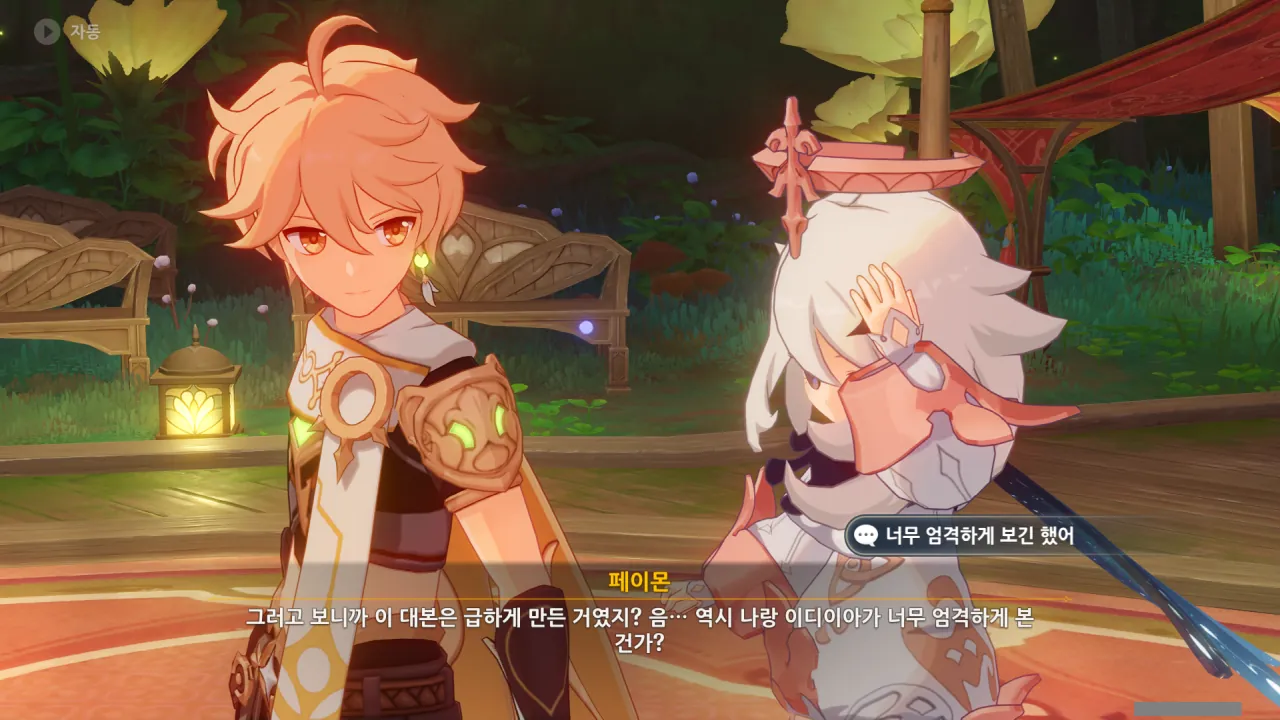 자동
너무 엄격하게 보긴 했어
페이몬
그러고 보니까 이 대본은 급하게 만든 거였지? 음… 역시 나랑 이디이아가 너무 엄격하게 본
건가?